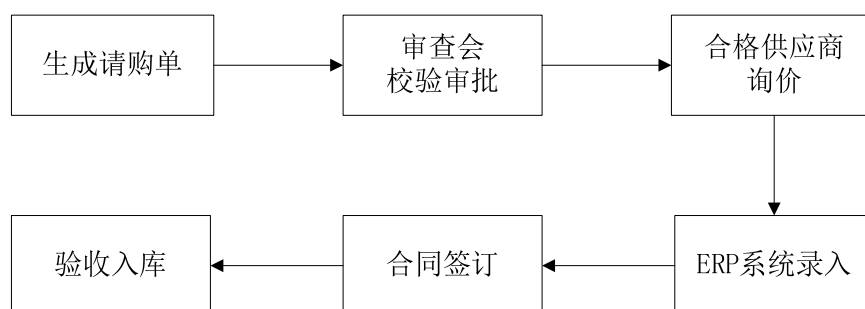 生成请购单
审查会
校验审批
合格供应商
询价
ERP系统录入
合同签订
验收入库